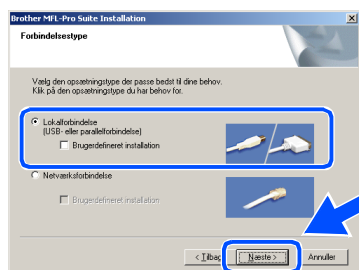 Brother MFL-Pro Suite Installation
Forbindelsestype
Vælg den opsætningstype der passe bedst til dine behov.
Klik på den opsætningstype du har behov for.
Lokalforbindelse
(USB- eller parallelforbindelse)
Brugerdefineret installation
Netværksforbindelse
Brugerdefineret installation
< Tilbage
Næste >
Annuller